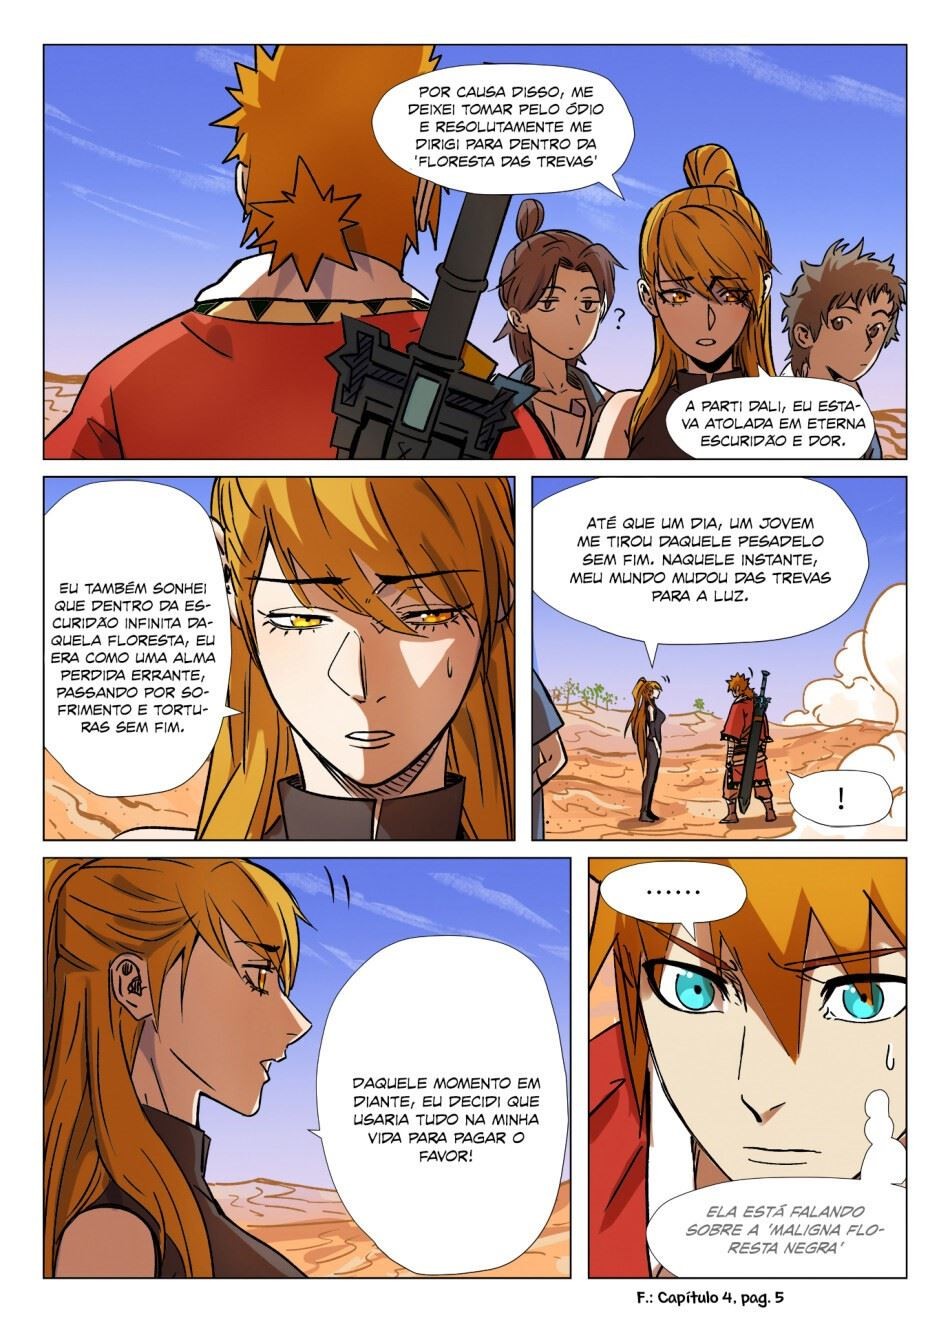 POR CAUSA DISSO, ME
DEIXEI TOMAR PELO ÓDIO
E RESOLUTAMENTE ME
DIRIGI PARA DENTRO DA
'FLORESTA DAS TREVAS'
?
A PARTI DALI, EU ESTA-
VA ATOLADA EM ETERNA
ESCURIDÃO E DOR.
EU TAMBÉM SONHEI
QUE DENTRO DA ES-
CURIDÃO INFINITA DA-
QUELA FLORESTA, EU
ERA COMO UMA ALMA
PERDIDA ERRANTE,
PASSANDO POR SO-
FRIMENTO E TORTU-
RAS SEM FIM.
ATÉ QUE UM DIA, UM JOVEM
ME TIROU DAQUELE PESADELO
SEM FIM. NAQUELE INSTANTE,
MEU MUNDO MUDOU DAS TREVAS
PARA A LUZ.
!
DAQUELE MOMENTO EM
DIANTE, EU DECIDI QUE
USARIA TUDO NA MINHA
VIDA PARA PAGAR O
FAVOR!
......
ELA ESTÁ FALANDO
SOBRE A 'MALIGNA FLO-
RESTA NEGRA'
F.: Capítulo 4, pag. 5